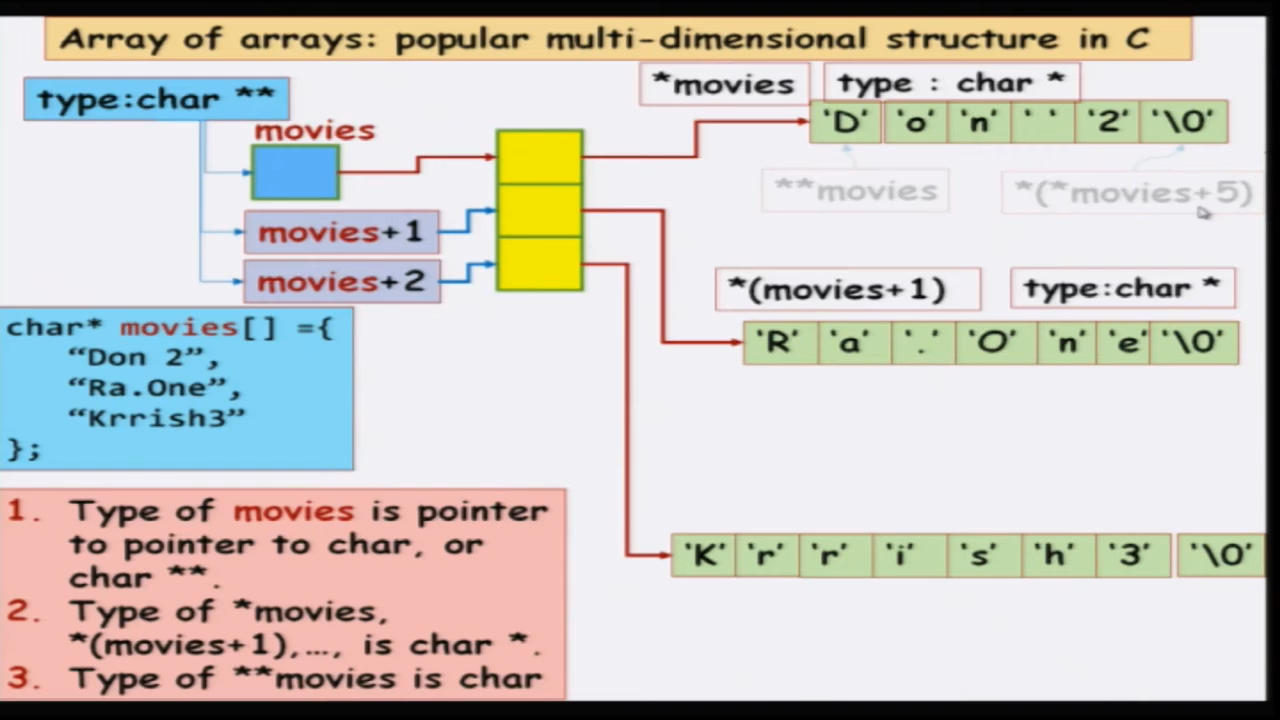 Array of arrays: popular multi-dimensional structure in C
type:char **
*movies
type : char *
movies
'D' 'o' 'n' ' ' '2' '\0'
**movies
*(*movies+5)
movies+1
movies+2
*(movies+1)
type:char *
'R' 'a' '.' 'O' 'n' 'e' '\0'
char* movies[] ={
“Don 2”,
“Ra.One”,
“Krrish3”
};
'K' 'r' 'r' 'i' 's' 'h' '3' '\0'
1. Type of movies is pointer
to pointer to char, or
char **.
2. Type of *movies,
*(movies+1),…, is char *.
3. Type of **movies is char